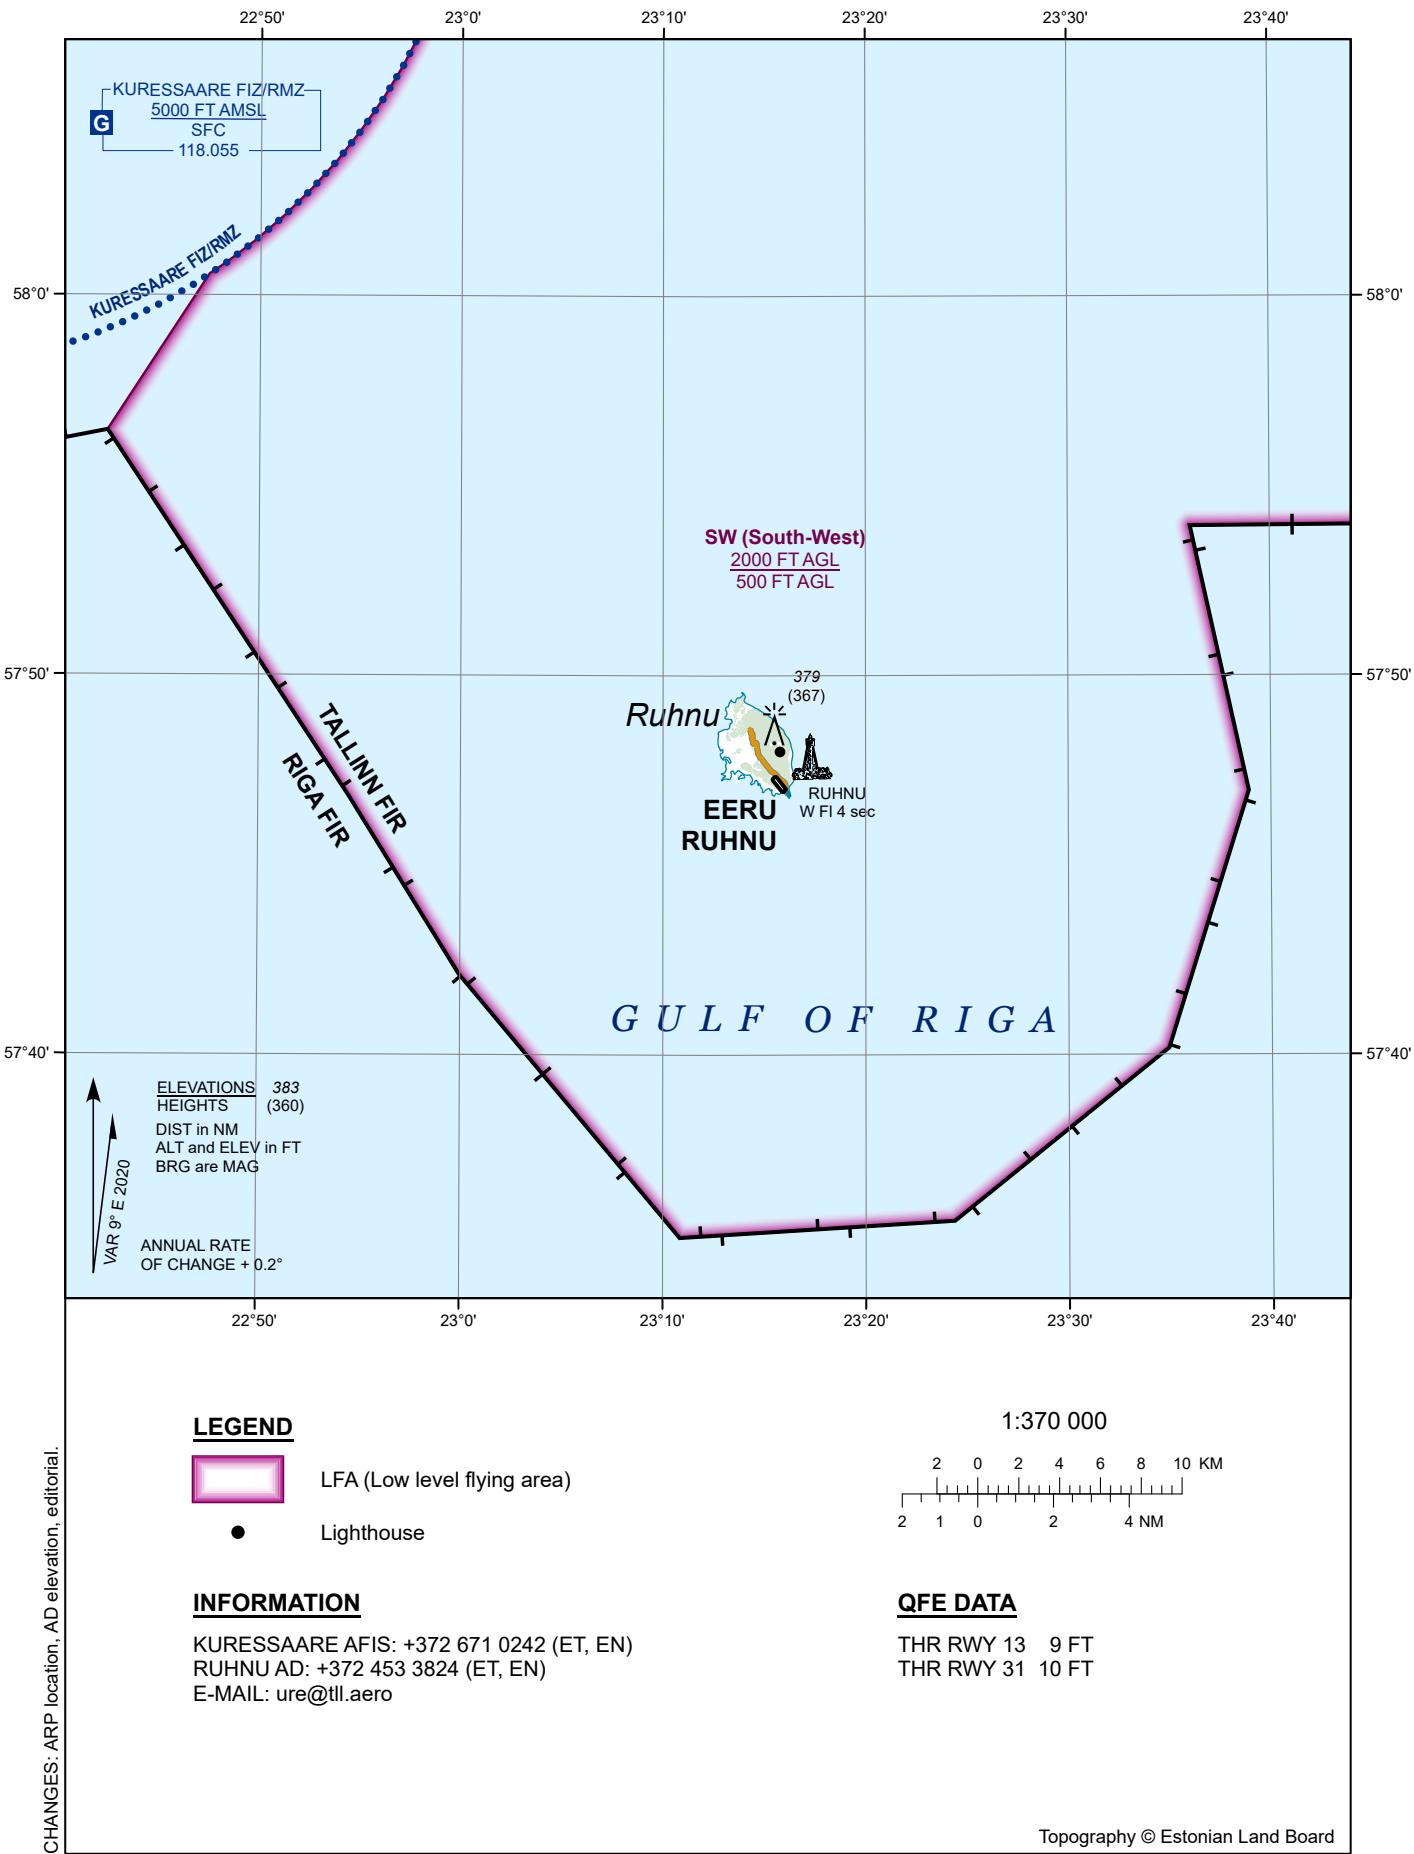 22°50'
23°0'
23°10'
23°20'
23°30'
23°40'
KURESSAARE FIZ/RMZ
5000 FT AMSL
G
SFC
118.055
KURESSAARE FIZ/RMZ
58°0'
58°0'
SW (South-West)
2000 FT AGL
500 FT AGL
57°50'
57°50'
379
(367)
Ruhnu
TALLINN FIR
RIGA FIR
RUHNU
W Fl 4 sec
EERU
RUHNU
GULF OF RIGA
57°40'
57°40'
ELEVATIONS 383
HEIGHTS (360)
DIST in NM
ALT and ELEV in FT
BRG are MAG
VAR 9° E 2020
ANNUAL RATE
OF CHANGE + 0.2°
22°50'
23°0'
23°10'
23°20'
23°30'
23°40'
LEGEND
LFA (Low level flying area)
Lighthouse
1:370 000
2 0 2 4 6 8 10 KM
2 1 0 2 4 NM
INFORMATION
KURESSAARE AFIS: +372 671 0242 (ET, EN)
RUHNU AD: +372 453 3824 (ET, EN)
E-MAIL: ure@tll.aero
QFE DATA
THR RWY 13 9 FT
THR RWY 31 10 FT
CHANGES: ARP location, AD elevation, editorial.
Topography © Estonian Land Board